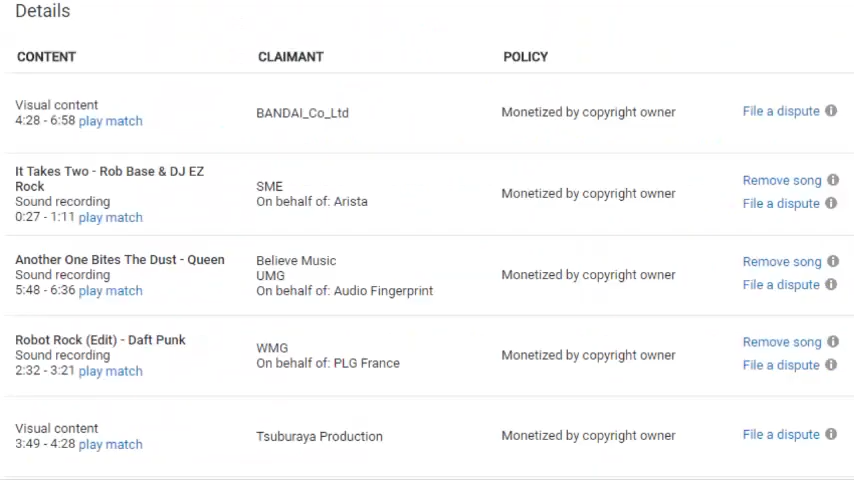 Details
CONTENT CLAIMANT POLICY
Visual content
4:28 - 6:58 play match
BANDAI_Co_Ltd
Monetized by copyright owner
File a dispute
It Takes Two - Rob Base & DJ EZ
Rock
Sound recording
0:27 - 1:11 play match
SME
On behalf of: Arista
Monetized by copyright owner
Remove song
File a dispute
Another One Bites The Dust - Queen
Sound recording
5:48 - 6:36 play match
Believe Music
UMG
On behalf of: Audio Fingerprint
Monetized by copyright owner
Remove song
File a dispute
Robot Rock (Edit) - Daft Punk
Sound recording
2:32 - 3:21 play match
WMG
On behalf of: PLG France
Monetized by copyright owner
Remove song
File a dispute
Visual content
3:49 - 4:28 play match
Tsuburaya Production
Monetized by copyright owner
File a dispute